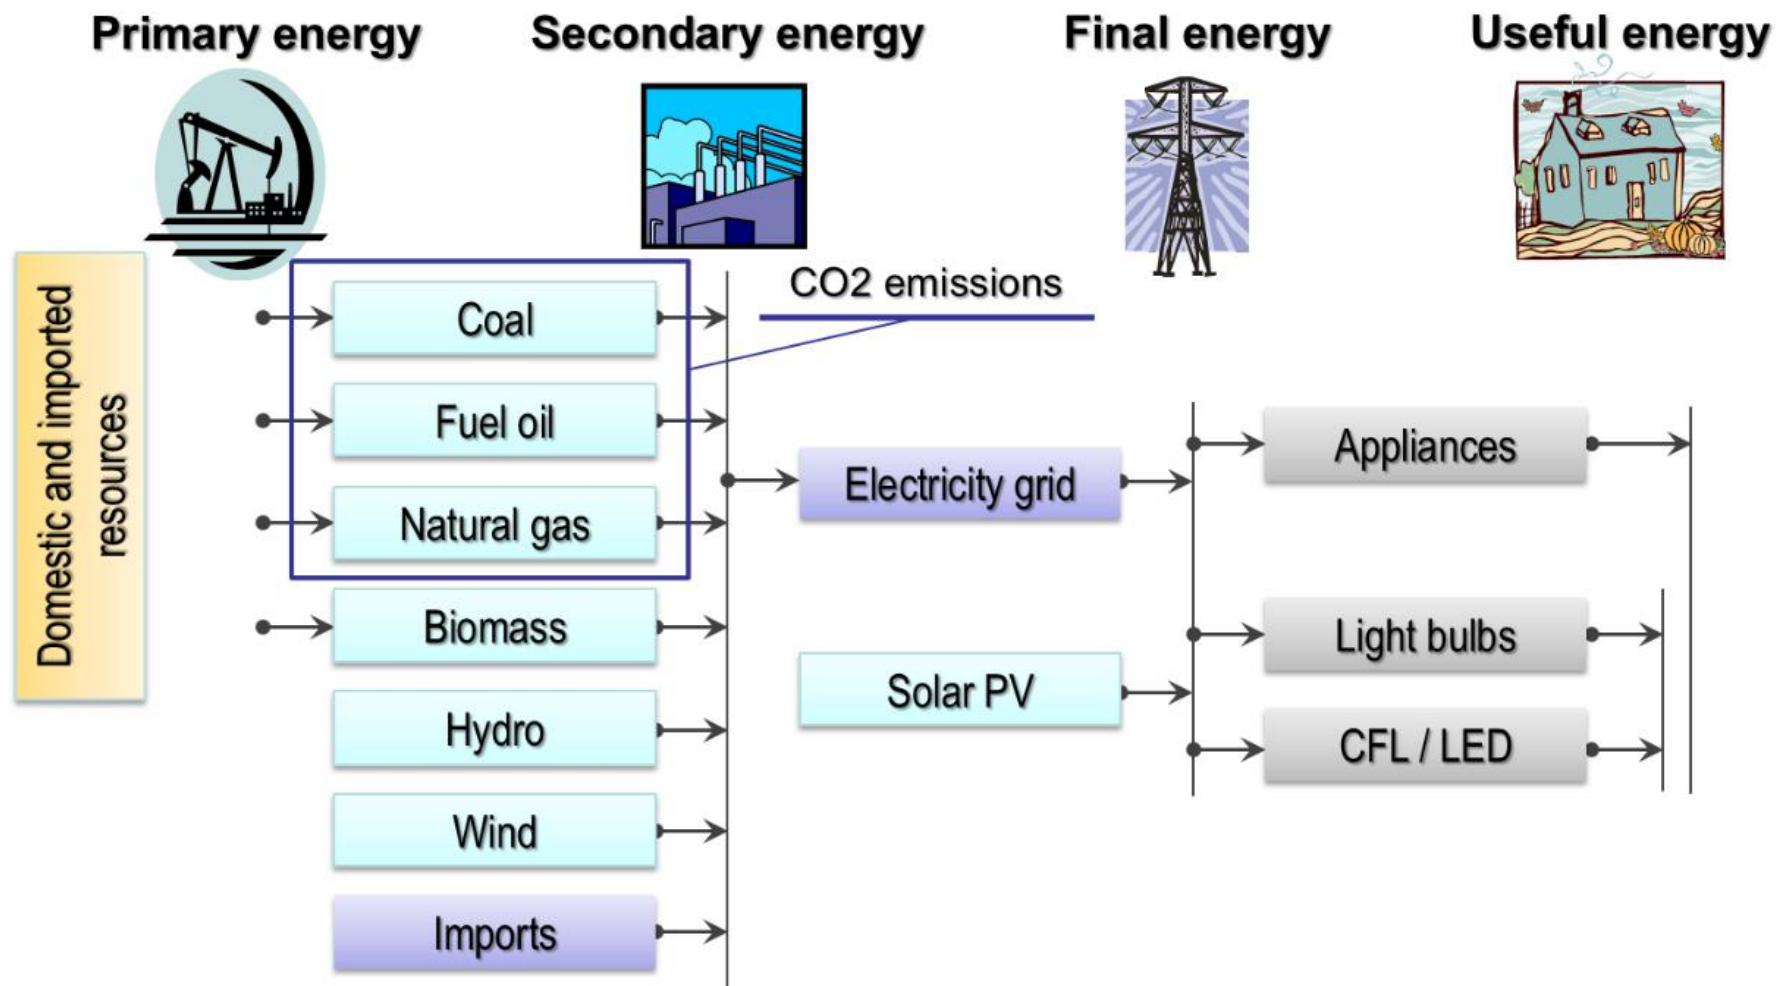 Primary energy
Secondary energy
Final energy
Useful energy
Domestic and imported
resources
CO2 emissions
Coal
Fuel oil
Natural gas
Biomass
Hydro
Wind
Imports
Electricity grid
Solar PV
Appliances
Light bulbs
CFL / LED